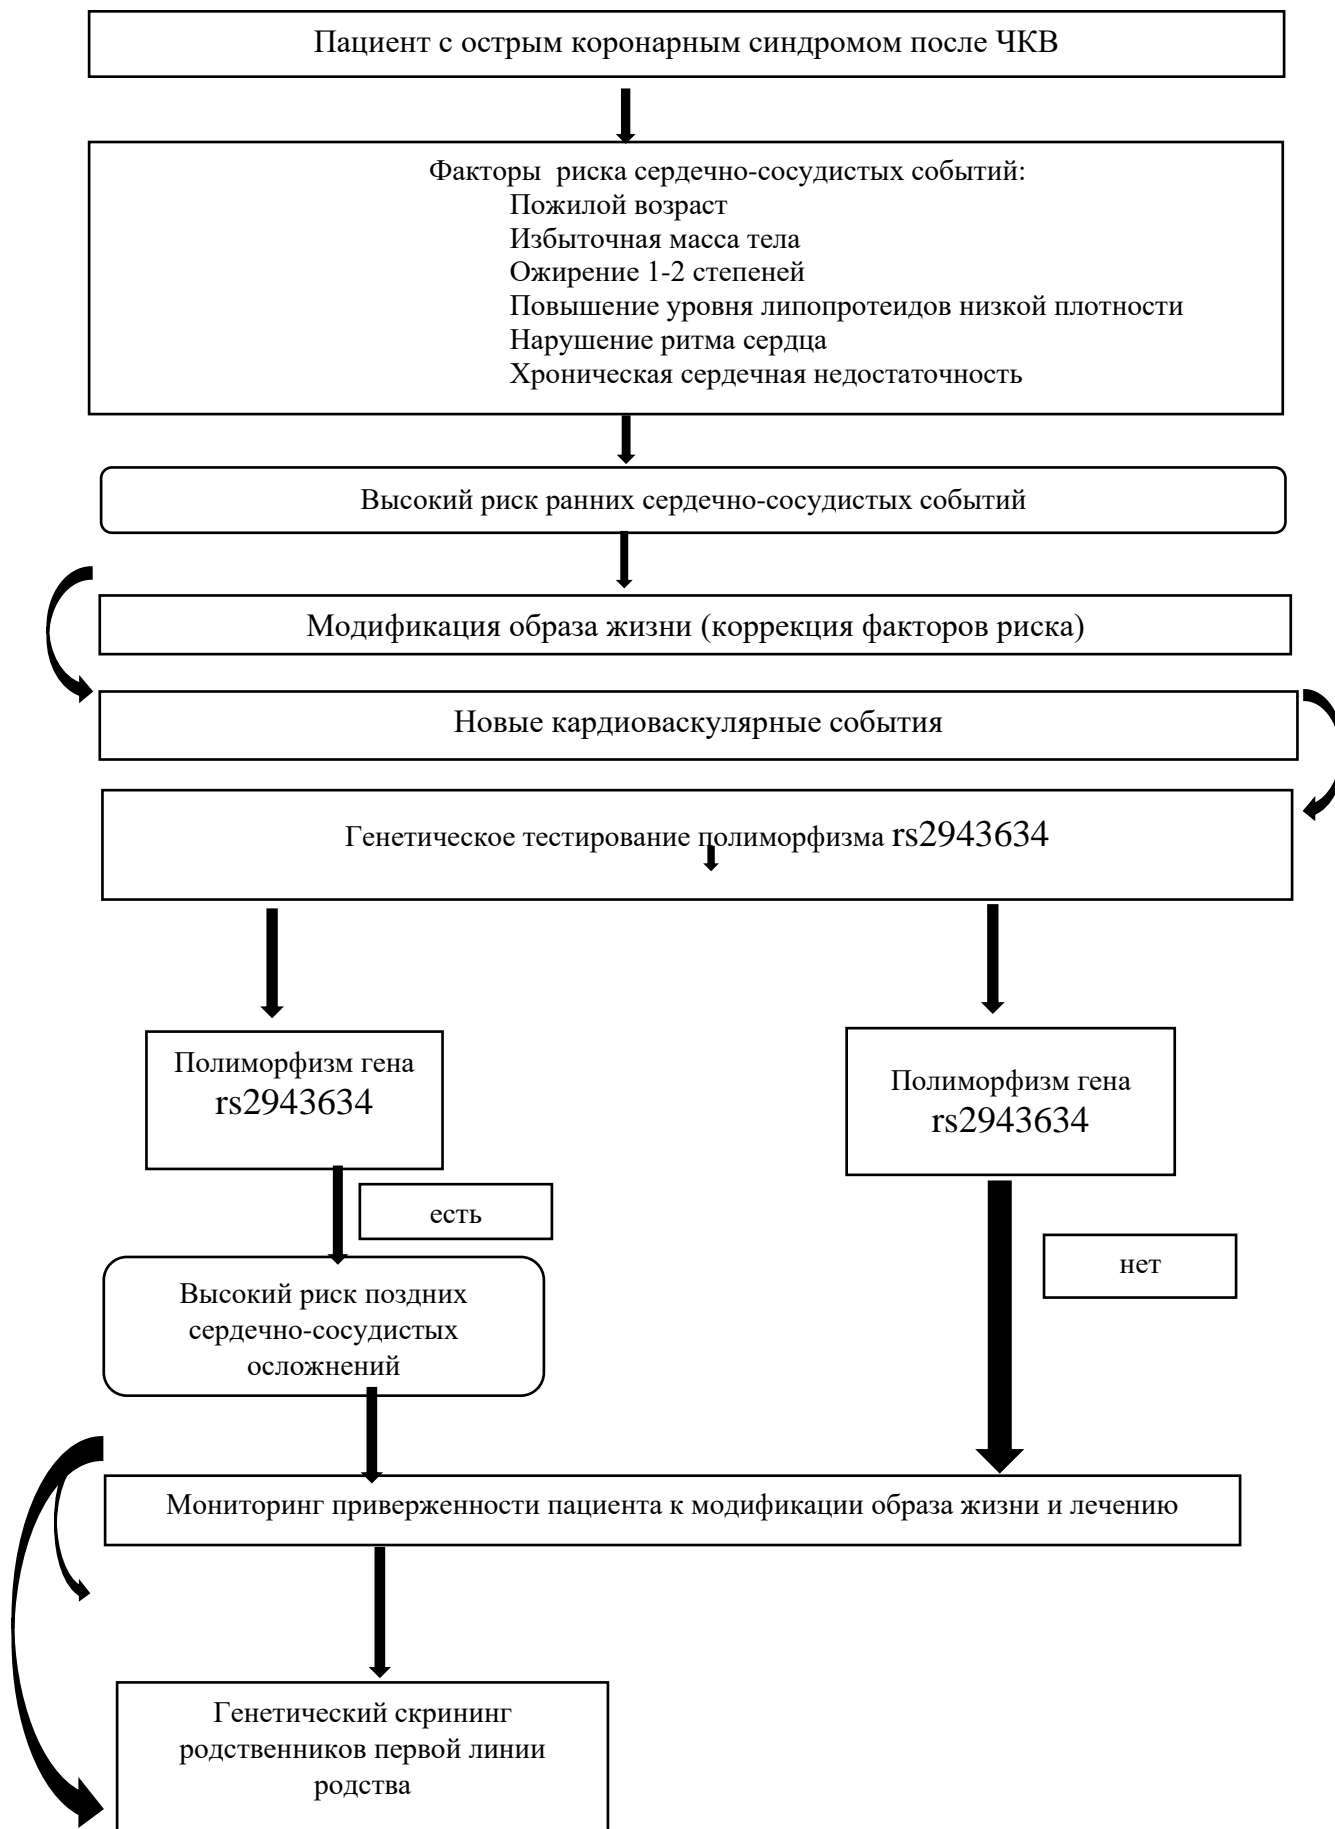 Пациент с острым коронарным синдромом после ЧКВ
Факторы риска сердечно-сосудистых событий:
Пожилой возраст
Избыточная масса тела
Ожирение 1-2 степеней
Повышение уровня липопротеидов низкой плотности
Нарушение ритма сердца
Хроническая сердечная недостаточность
Высокий риск ранних сердечно-сосудистых событий
Модификация образа жизни (коррекция факторов риска)
Новые кардиоваскулярные события
Генетическое тестирование полиморфизма rs2943634
Полиморфизм гена
rs2943634
Полиморфизм гена
rs2943634
есть
нет
Высокий риск поздних
сердечно-сосудистых
осложнений
Мониторинг приверженности пациента к модификации образа жизни и лечению
Генетический скрининг
родственников первой линии
родства